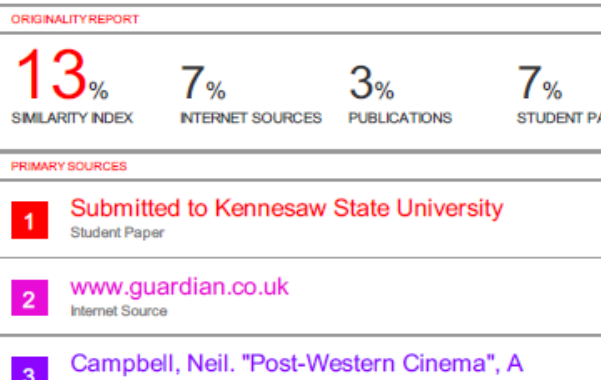 ORIGINALITY REPORT
13% 7% 3% 7%
SIMILARITY INDEX INTERNET SOURCES PUBLICATIONS STUDENT
PRIMARY SOURCES
1 Submitted to Kennesaw State University
Student Paper
2 www.guardian.co.uk
Internet Source
3 Campbell, Neil. "Post-Western Cinema", A